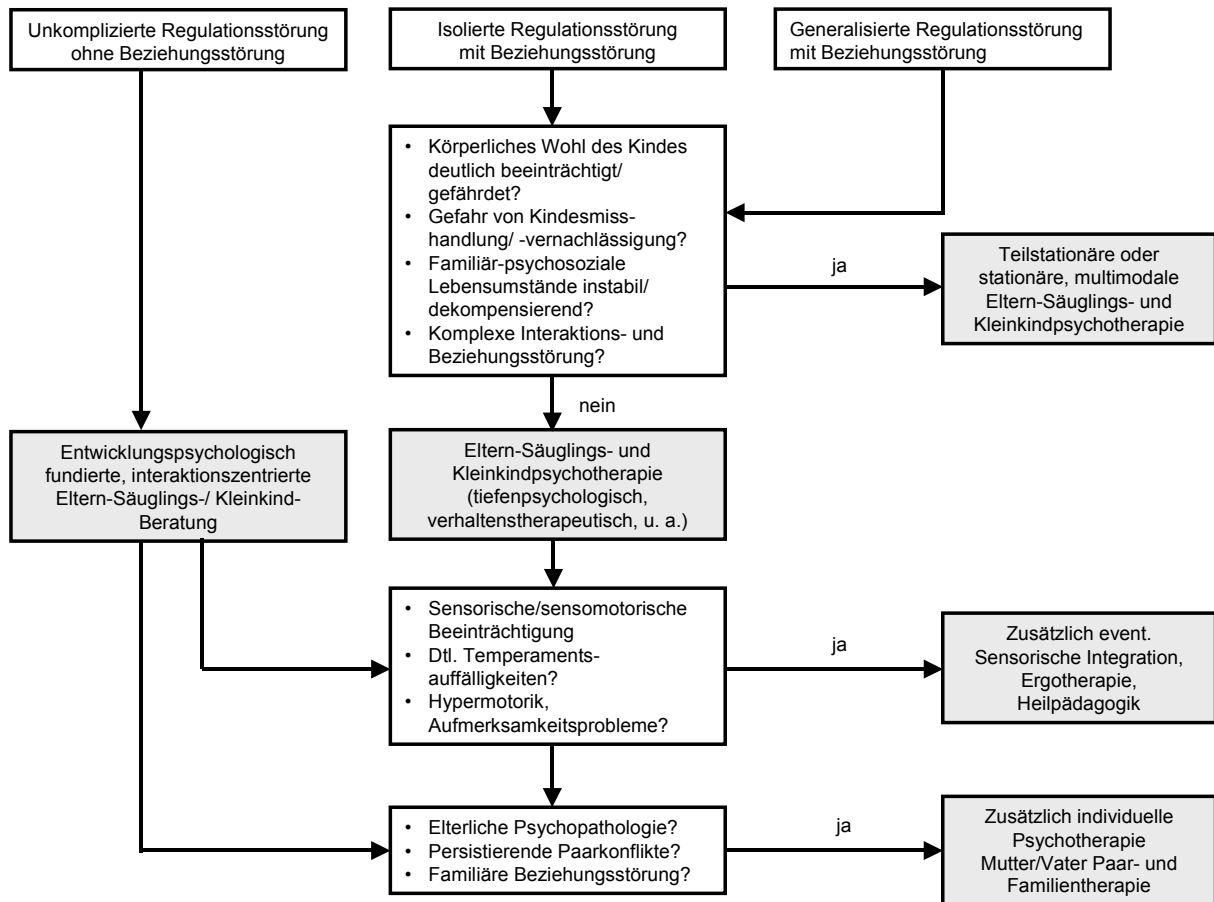 Unkomplizierte Regulationsstörung
ohne Beziehungsstörung
Isolierte Regulationsstörung
mit Beziehungsstörung
Generalisierte Regulationsstörung
mit Beziehungsstörung
• Körperliches Wohl des Kindes
deutlich beeinträchtigt/
gefährdet?
• Gefahr von Kindesmiss-
handlung/ -vernachlässigung?
• Familiär-psychosoziale
Lebensumstände instabil/
dekompensierend?
• Komplexe Interaktions- und
Beziehungsstörung?
ja
Teilstationäre oder
stationäre, multimodale
Eltern-Säuglings- und
Kleinkindpsychotherapie
nein
Entwicklungspsychologisch
fundierte, interaktionszentrierte
Eltern-Säuglings-/ Kleinkind-
Beratung
Eltern-Säuglings- und
Kleinkindpsychotherapie
(tiefenpsychologisch,
verhaltenstherapeutisch, u. a.)
• Sensorische/sensomotorische
Beeinträchtigung
• Dtl. Temperaments-
auffälligkeiten?
• Hypermotorik,
Aufmerksamkeitsprobleme?
ja
Zusätzlich event.
Sensorische Integration,
Ergotherapie,
Heilpädagogik
• Elterliche Psychopathologie?
• Persistierende Paarkonflikte?
• Familiäre Beziehungsstörung?
ja
Zusätzlich individuelle
Psychotherapie
Mutter/Vater Paar- und
Familientherapie